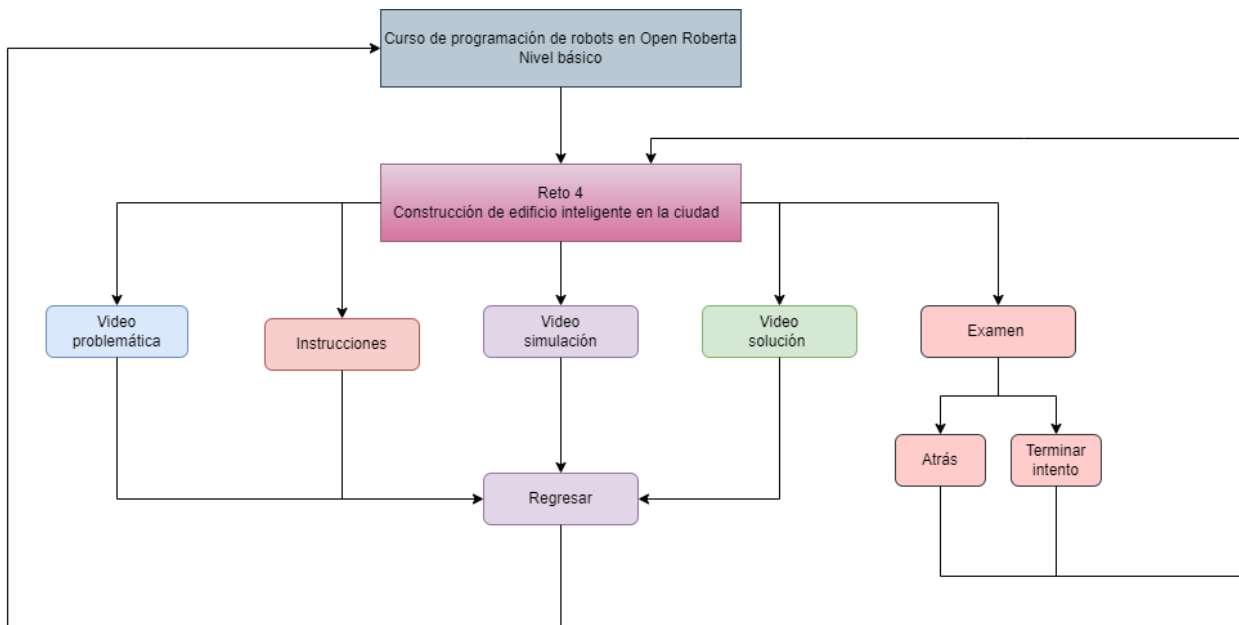 Curso de programación de robots en Open Roberta
Nivel básico
Reto 4
Construcción de edificio inteligente en la ciudad
Video
problemática
Instrucciones
Video
simulación
Video
solución
Examen
Atrás
Terminar
intento
Regresar